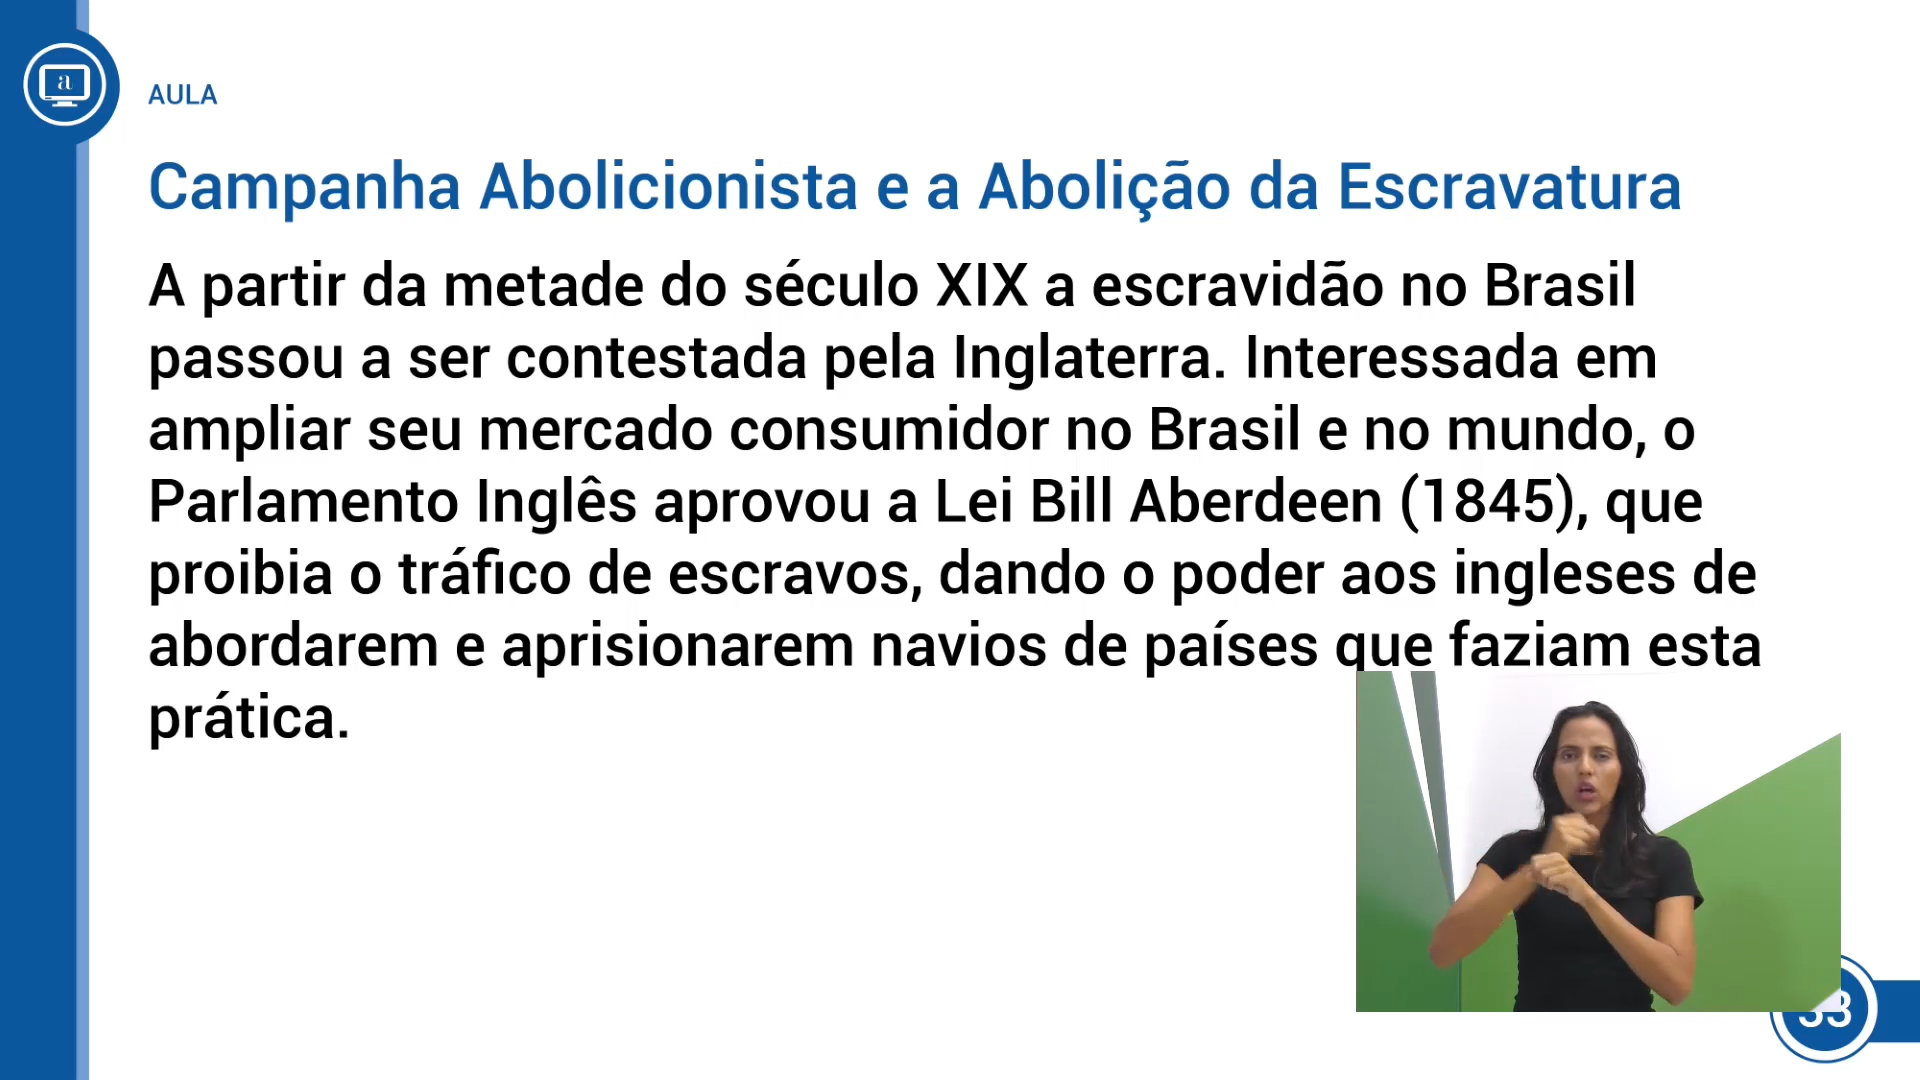 a
AULA
Campanha Abolicionista e a Abolição da Escravatura
A partir da metade do século XIX a escravidão no Brasil
passou a ser contestada pela Inglaterra. Interessada em
ampliar seu mercado consumidor no Brasil e no mundo, o
Parlamento Inglês aprovou a Lei Bill Aberdeen (1845), que
proibia o tráfico de escravos, dando o poder aos ingleses de
abordarem e aprisionarem navios de países que faziam esta
prática.